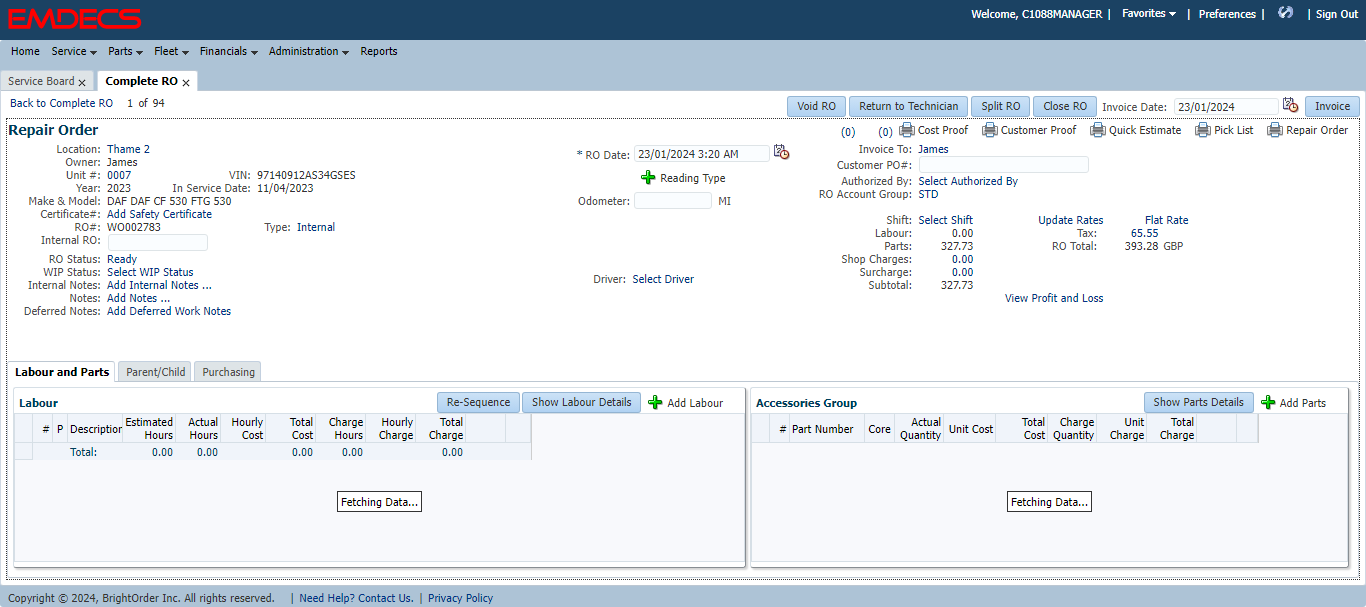 EMDECS
Welcome, C1088MANAGER | Favorites | Preferences | | Sign Out
Home Service Parts Fleet Financials Administration Reports
Service Board x Complete RO x
Back to Complete RO 1 of 94
Void RO Return to Technician Split RO Close RO Invoice Date: 23/01/2024 Invoice
Repair Order
(0) (0) Cost Proof Customer Proof Quick Estimate Pick List Repair Order
Location: Thame 2
Owner: James
Unit #: 0007 VIN: 97140912AS34GSES
Year: 2023 In Service Date: 11/04/2023
Make & Model: DAF DAF CF 530 FTG 530
Certificate#: Add Safety Certificate
RO#: WO002783 Type: Internal
Internal RO:
RO Status: Ready
WIP Status: Select WIP Status
Internal Notes: Add Internal Notes ...
Notes: Add Notes ...
Deferred Notes: Add Deferred Work Notes
* RO Date: 23/01/2024 3:20 AM
Reading Type
Odometer: MI
Driver: Select Driver
Invoice To: James
Customer PO#:
Authorized By: Select Authorized By
RO Account Group: STD
Shift: Select Shift Update Rates Flat Rate
Labour: 0.00 Tax: 65.55
Parts: 327.73 RO Total: 393.28 GBP
Shop Charges: 0.00
Surcharge: 0.00
Subtotal: 327.73
View Profit and Loss
Labour and Parts Parent/Child Purchasing
Labour Re-Sequence Show Labour Details Add Labour
# P Description Estimated Hours Actual Hours Hourly Cost Total Cost Charge Hours Hourly Charge Total Charge
Total: 0.00 0.00 0.00 0.00 0.00
Fetching Data...
Accessories Group Show Parts Details Add Parts
# Part Number Core Actual Quantity Unit Cost Total Cost Charge Quantity Unit Charge Total Charge
Fetching Data...
Copyright © 2024, BrightOrder Inc. All rights reserved. | Need Help? Contact Us. | Privacy Policy